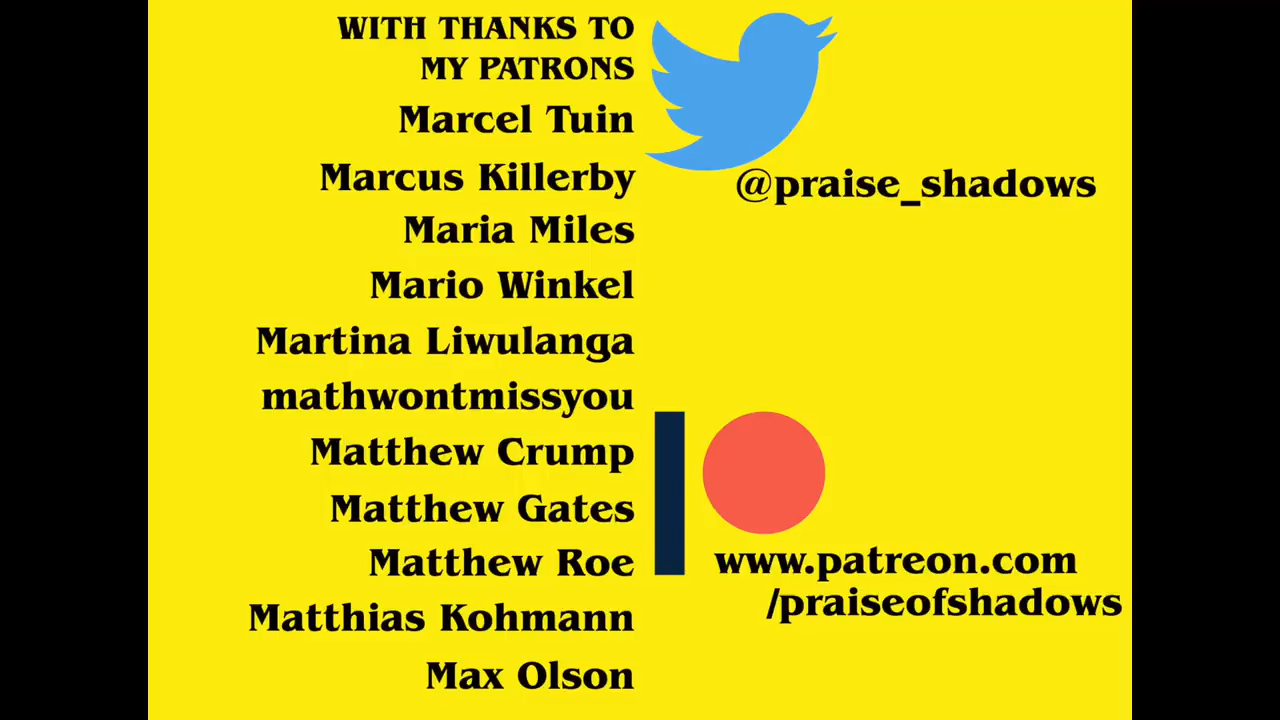 WITH THANKS TO
MY PATRONS
Marcel Tuin
Marcus Killerby
Maria Miles
Mario Winkel
Martina Liwulanga
mathwontmissyou
Matthew Crump
Matthew Gates
Matthew Roe
Matthias Kohmann
Max Olson
@praise_shadows
www.patreon.com
/praiseofshadows